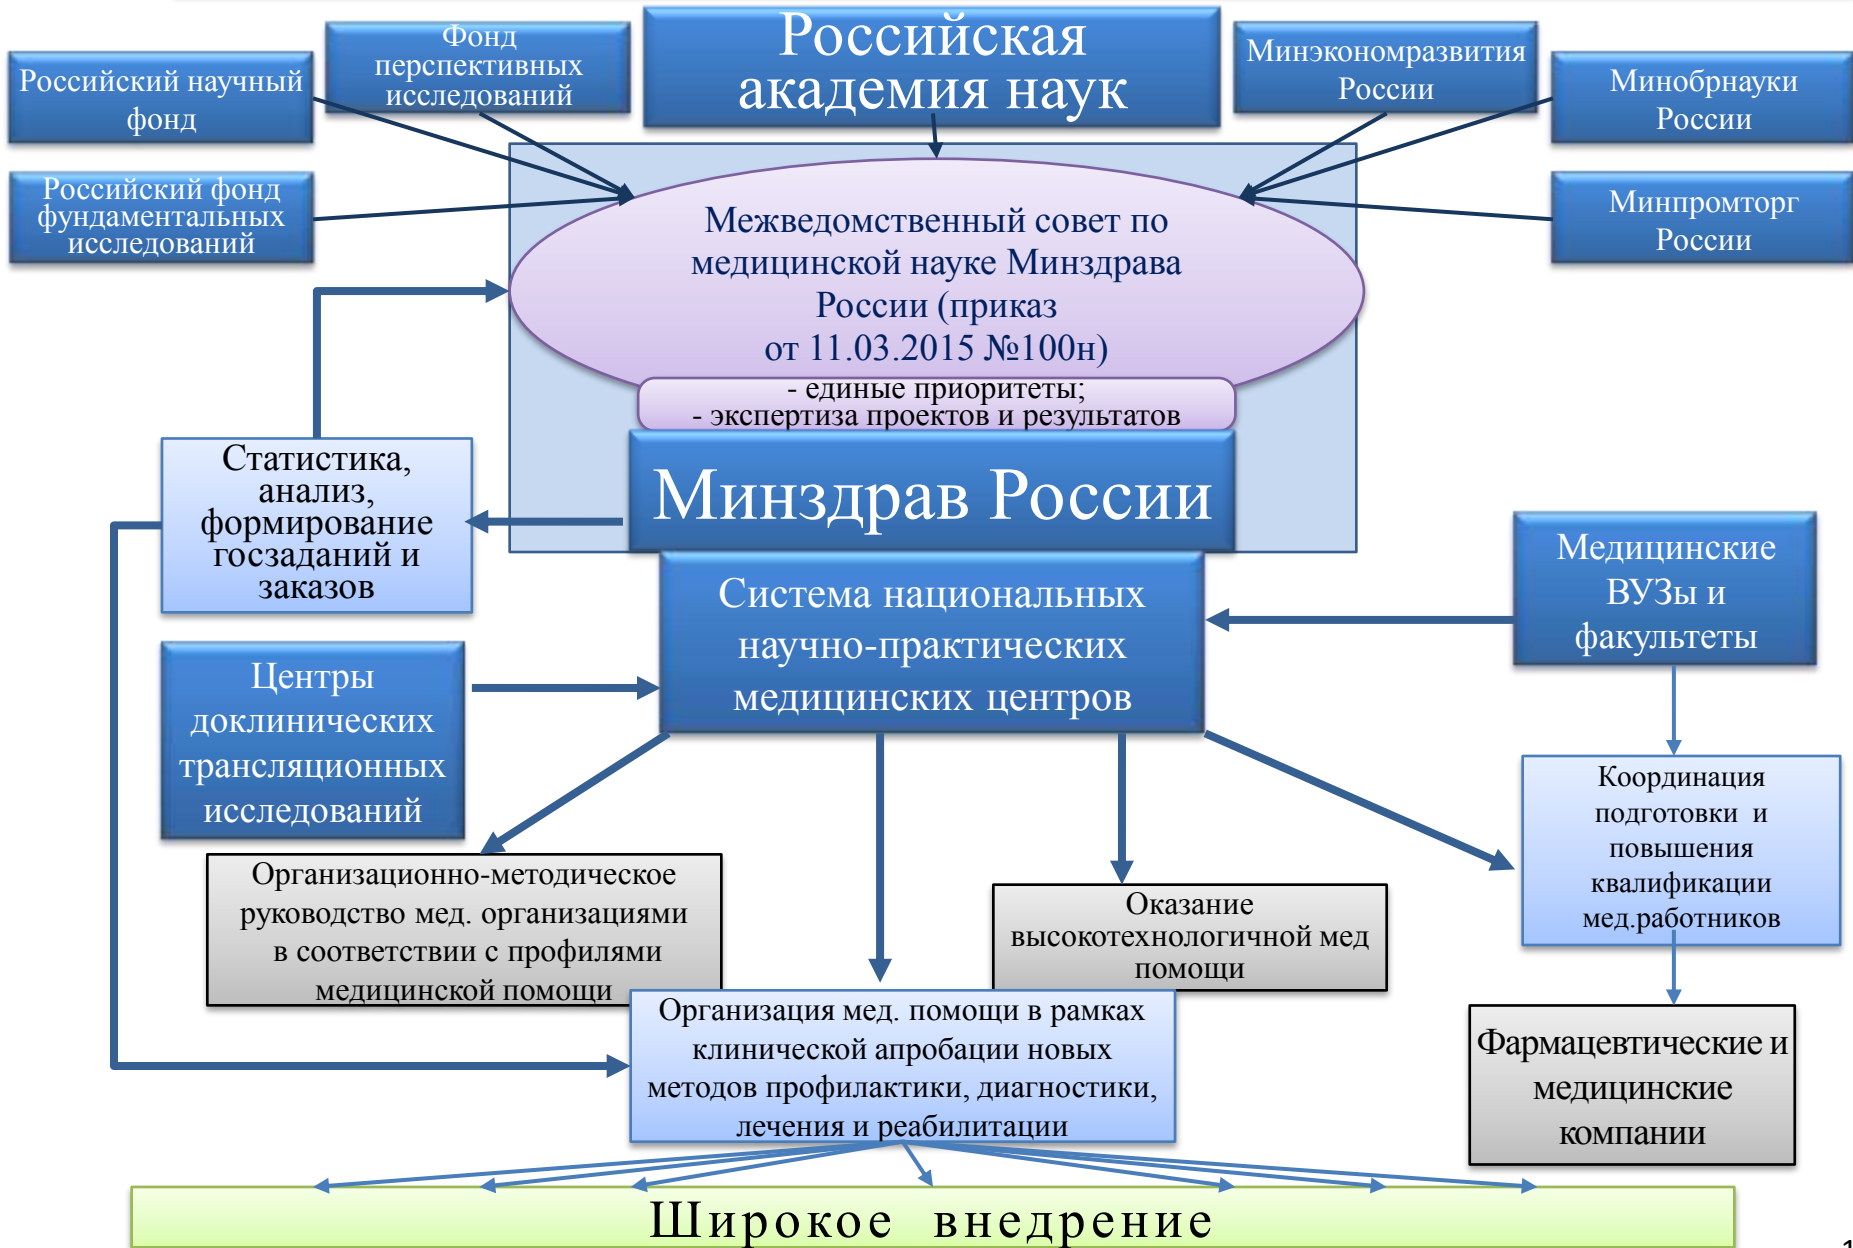 Российский научный
фонд
Фонд
перспективных
исследований
Российская
академия наук
Минэкономразвития
России
Минобрнауки
России
Российский фонд
фундаментальных
исследований
Минпромторг
России
Межведомственный совет по
медицинской науке Минздрава
России (приказ
от 11.03.2015 №100н)
- единые приоритеты;
- экспертиза проектов и результатов
Минздрав России
Статистика,
анализ,
формирование
госзаданий и
заказов
Медицинские
ВУЗы и
факультеты
Система национальных
научно-практических
медицинских центров
Центры
доклинических
трансляционных
исследований
Координация
подготовки и
повышения
квалификации
мед.работников
Организационно-методическое
руководство мед. организациями
в соответствии с профилями
медицинской помощи
Оказание
высокотехнологичной мед
помощи
Организация мед. помощи в рамках
клинической апробации новых
методов профилактики, диагностики,
лечения и реабилитации
Фармацевтические и
медицинские
компании
Широкое внедрение